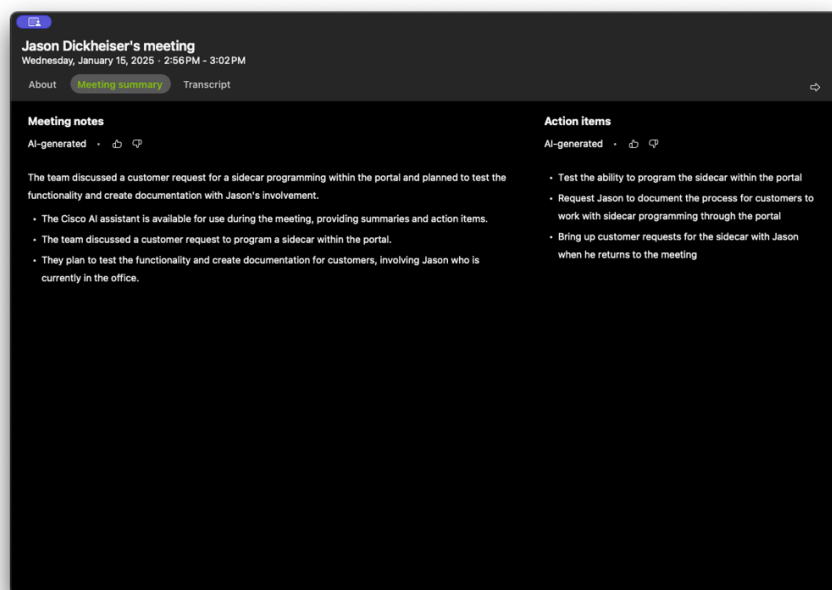 Jason Dickheiser's meeting
Wednesday, January 15, 2025 · 2:56 PM - 3:02 PM
About
Meeting summary
Transcript
Meeting notes
AI-generated •
The team discussed a customer request for a sidecar programming within the portal and planned to test the
functionality and create documentation with Jason's involvement.
• The Cisco AI assistant is available for use during the meeting, providing summaries and action items.
• The team discussed a customer request to program a sidecar within the portal.
• They plan to test the functionality and create documentation for customers, involving Jason who is
currently in the office.
Action items
AI-generated •
• Test the ability to program the sidecar within the portal
• Request Jason to document the process for customers to
work with sidecar programming through the portal
• Bring up customer requests for the sidecar with Jason
when he returns to the meeting